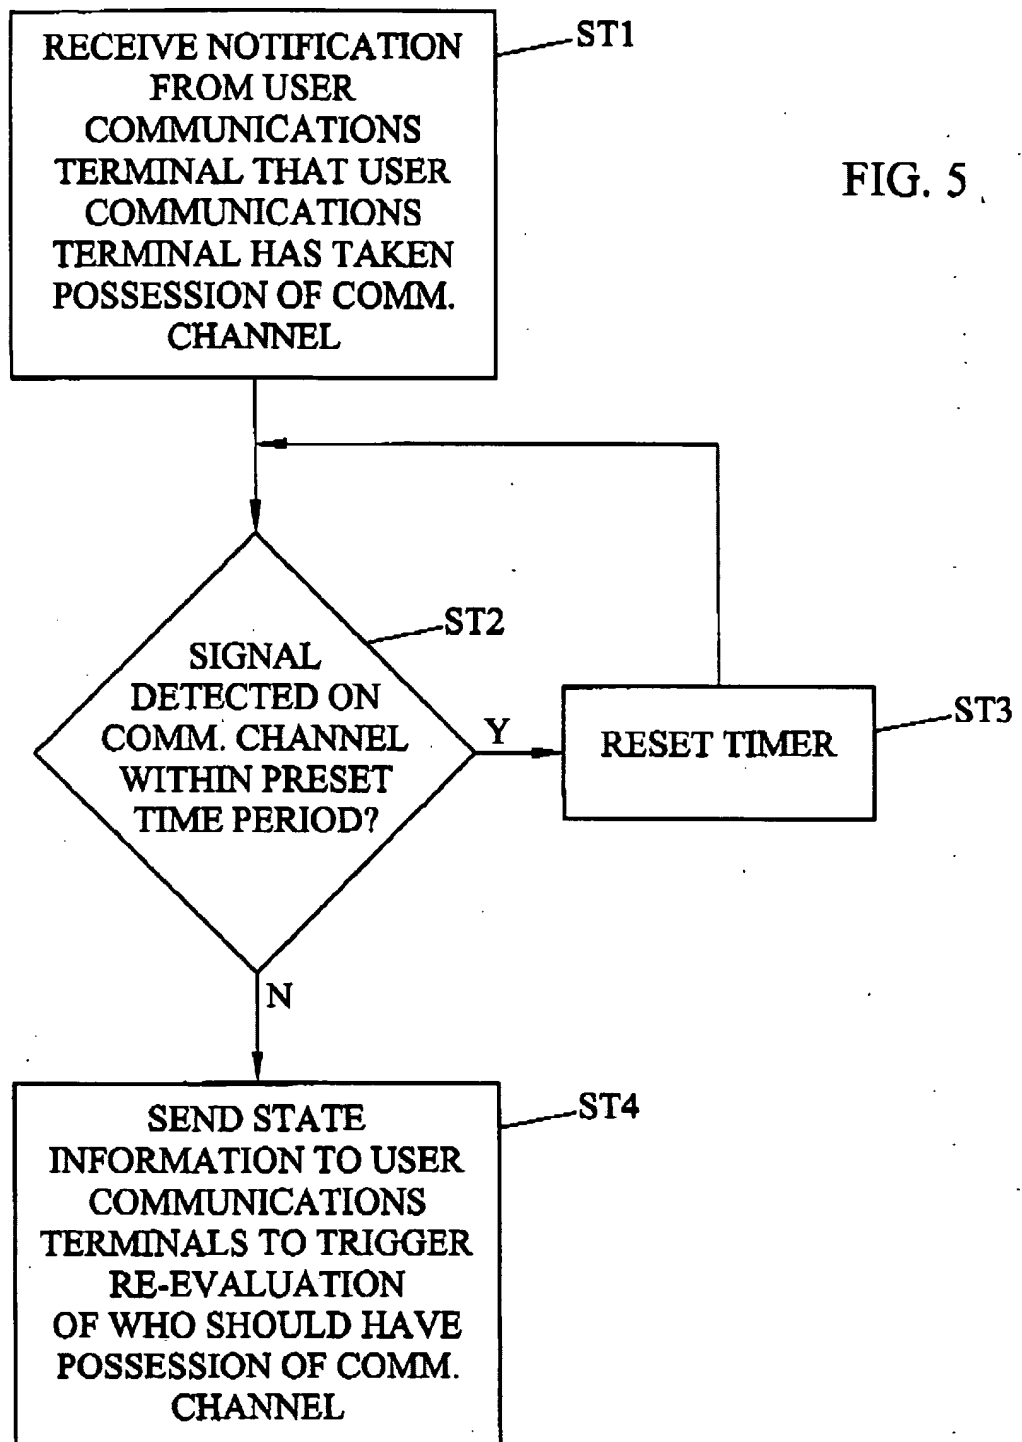 RECEIVE NOTIFICATION
FROM USER
COMMUNICATIONS
TERMINAL THAT USER
COMMUNICATIONS
TERMINAL HAS TAKEN
POSSESSION OF COMM.
CHANNEL
ST1
FIG. 5
SIGNAL
DETECTED ON
COMM. CHANNEL
WITHIN PRESET
TIME PERIOD?
ST2
Y
RESET TIMER
ST3
N
SEND STATE
INFORMATION TO USER
COMMUNICATIONS
TERMINALS TO TRIGGER
RE-EVALUATION
OF WHO SHOULD HAVE
POSSESSION OF COMM.
CHANNEL
ST4